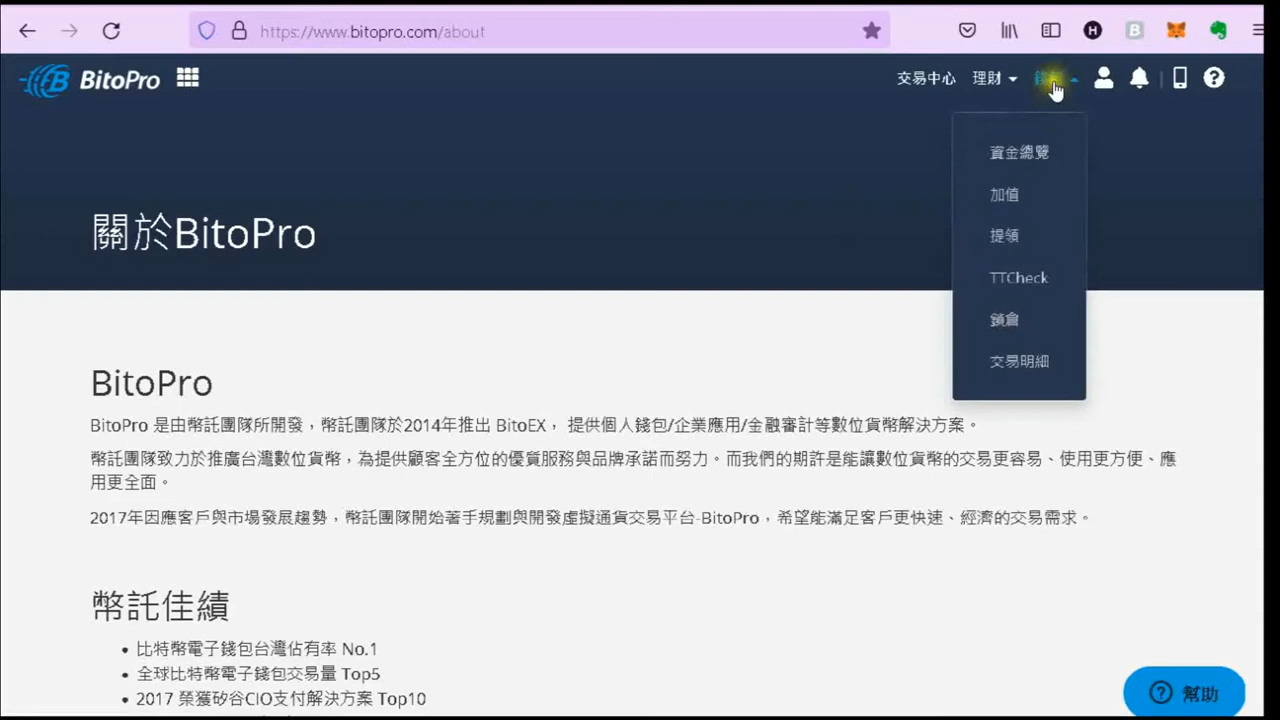 https://www.bitopro.com/about
BitoPro
交易中心 理財
資金總覽
加值
提領
TTCheck
鎖倉
交易明細
關於BitoPro
BitoPro
BitoPro 是由幣託團隊所開發，幣託團隊於2014年推出 BitoEX， 提供個人錢包/企業應用/金融審計等數位貨幣解決方案。
幣託團隊致力於推廣台灣數位貨幣，為提供顧客全方位的優質服務與品牌承諾而努力。而我們的期許是能讓數位貨幣的交易更容易、使用更方便、應
用更全面。
2017年因應客戶與市場發展趨勢，幣託團隊開始著手規劃與開發虛擬通貨交易平台-BitoPro，希望能滿足客戶更快速、經濟的交易需求。
幣託佳績
比特幣電子錢包台灣佔有率 No.1
全球比特幣電子錢包交易量 Top5
2017 榮獲矽谷CIO支付解決方案 Top10
幫助